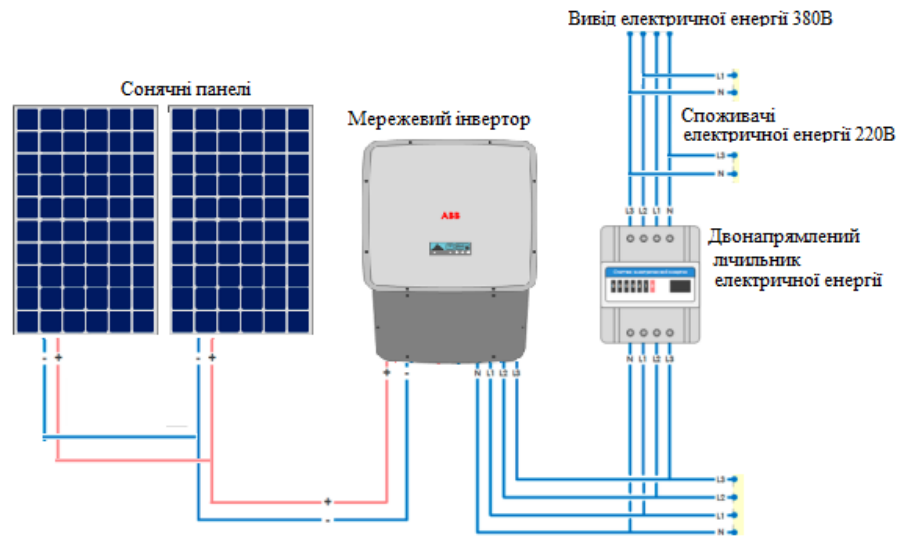 Вивід електричної енергії 380В
Сонячні панелі
L1
N
Мережевий інвертор
Споживачі
електричної енергії 220В
L3
N
ABB
L3 L2 L1 N
Двонапрямлений
лічильник
електричної енергії
- +
- +
+ -
N L1 L2 L3
N L1 L2 L3
L3
L2
+
L1
-
N